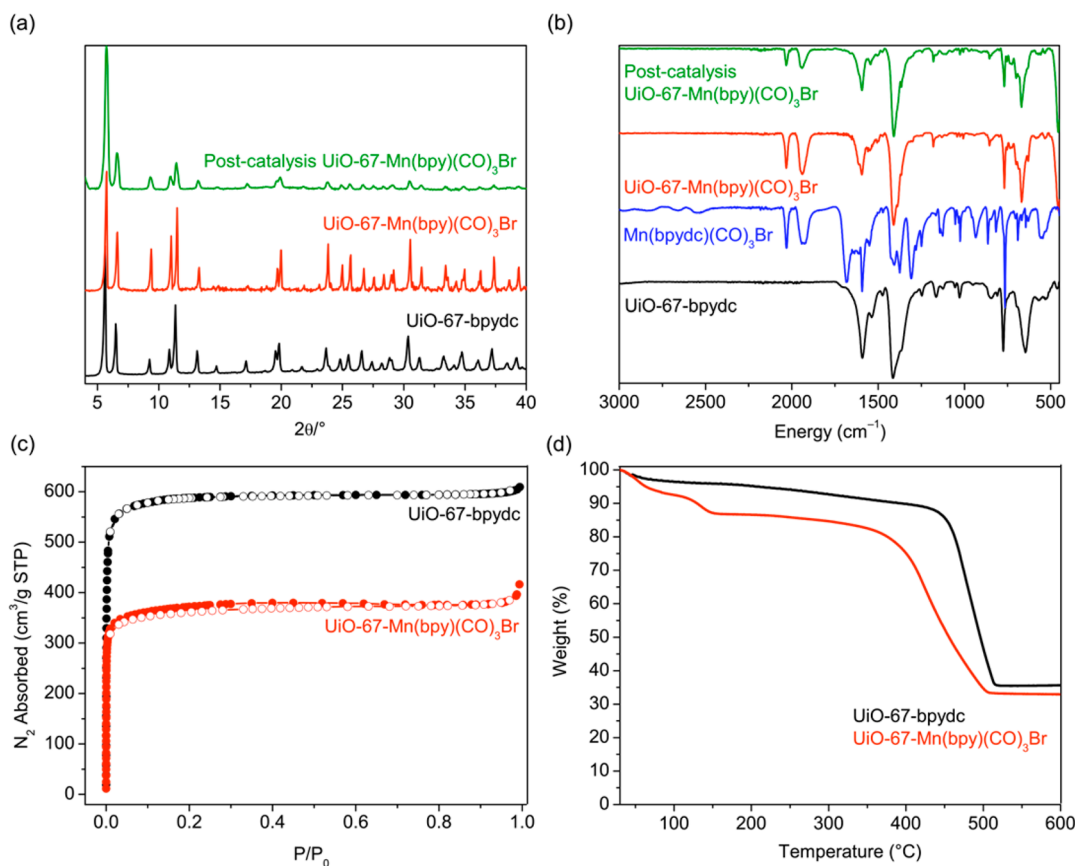 (a)
Post-catalysis UiO-67-Mn(bpy)(CO)₃Br
UiO-67-Mn(bpy)(CO)₃Br
UiO-67-bpydc
5 10 15 20 25 30 35 40
2θ/°
(b)
Post-catalysis
UiO-67-Mn(bpy)(CO)₃Br
UiO-67-Mn(bpy)(CO)₃Br
Mn(bpydc)(CO)₃Br
UiO-67-bpydc
3000 2500 2000 1500 1000 500
Energy (cm⁻¹)
(c)
N₂ Absorbed (cm³/g STP)
600
500
400
300
200
100
0
UiO-67-bpydc
UiO-67-Mn(bpy)(CO)₃Br
0.0 0.2 0.4 0.6 0.8 1.0
P/P₀
(d)
Weight (%)
100
90
80
70
60
50
40
30
20
10
0
UiO-67-bpydc
UiO-67-Mn(bpy)(CO)₃Br
100 200 300 400 500 600
Temperature (°C)